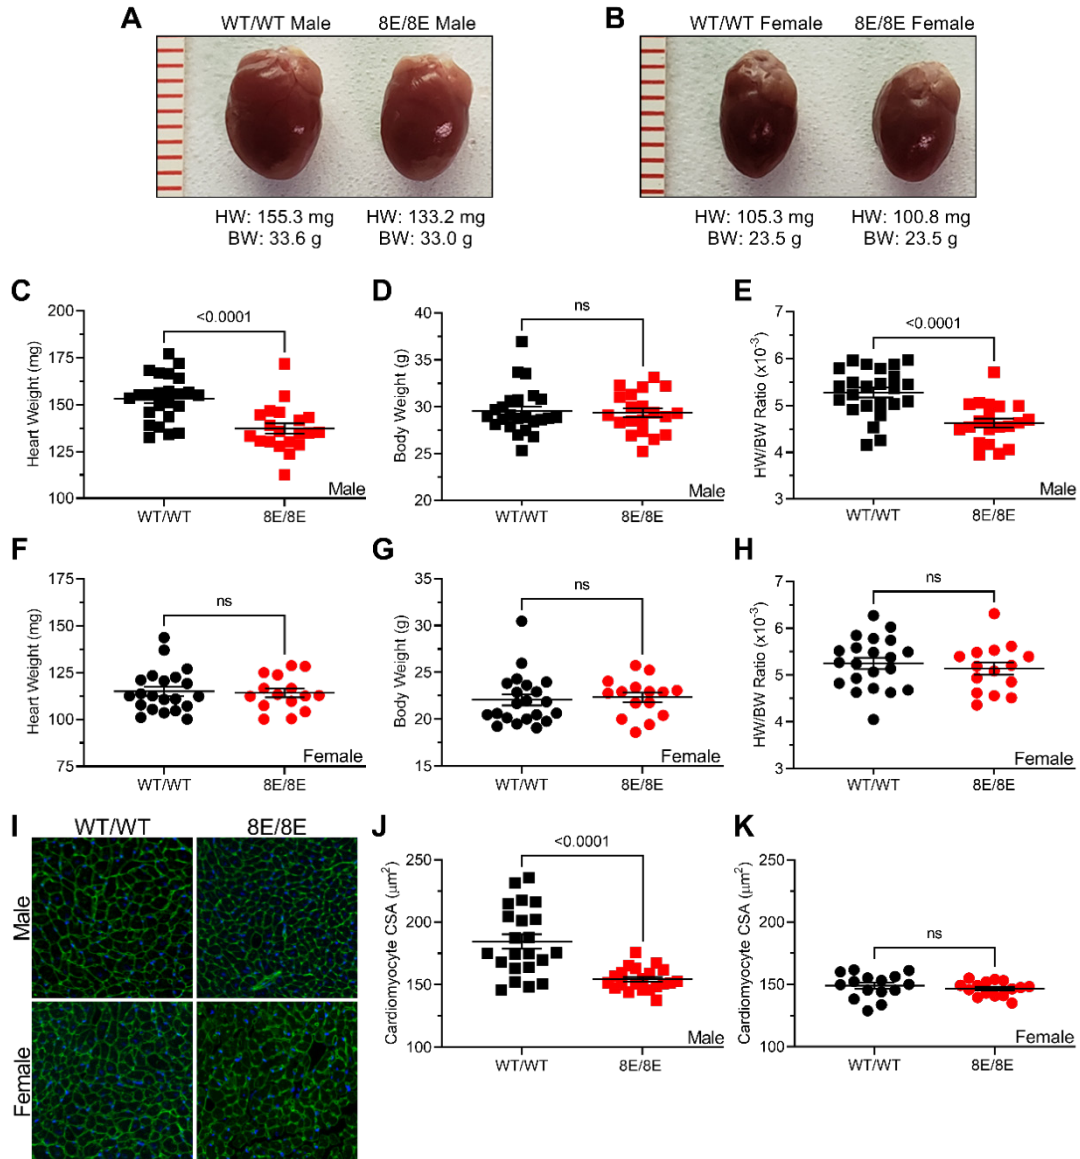 A
WT/WT Male
8E/8E Male
HW: 155.3 mg
BW: 33.6 g
HW: 133.2 mg
BW: 33.0 g
B
WT/WT Female
8E/8E Female
HW: 105.3 mg
BW: 23.5 g
HW: 100.8 mg
BW: 23.5 g
C
Heart Weight (mg)
200
175
150
125
100
<0.0001
Male
WT/WT
8E/8E
D
Body Weight (g)
40
35
30
25
20
ns
Male
WT/WT
8E/8E
E
HW/BW Ratio (x10⁻³)
7
6
5
4
3
<0.0001
Male
WT/WT
8E/8E
F
Heart Weight (mg)
175
150
125
100
75
ns
Female
WT/WT
8E/8E
G
Body Weight (g)
35
30
25
20
15
ns
Female
WT/WT
8E/8E
H
HW/BW Ratio (x10⁻³)
7
6
5
4
3
ns
Female
WT/WT
8E/8E
I
WT/WT
8E/8E
Male
Female
J
Cardiomyocyte CSA (μm²)
250
200
150
100
<0.0001
Male
WT/WT
8E/8E
K
Cardiomyocyte CSA (μm²)
250
200
150
100
ns
Female
WT/WT
8E/8E